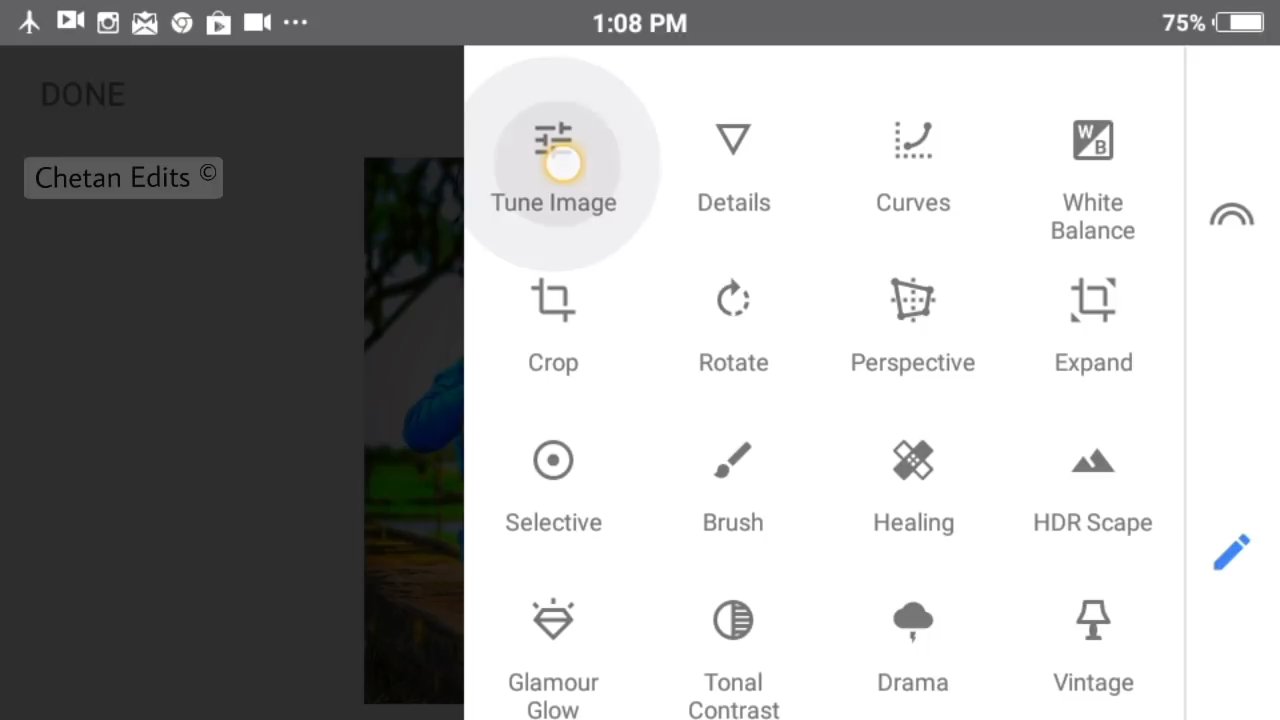 1:08 PM
75%
DONE
Chetan Edits ©
Tune Image
Details
Curves
White
Balance
Crop
Rotate
Perspective
Expand
Selective
Brush
Healing
HDR Scape
Glamour
Glow
Tonal
Contrast
Drama
Vintage
W
B